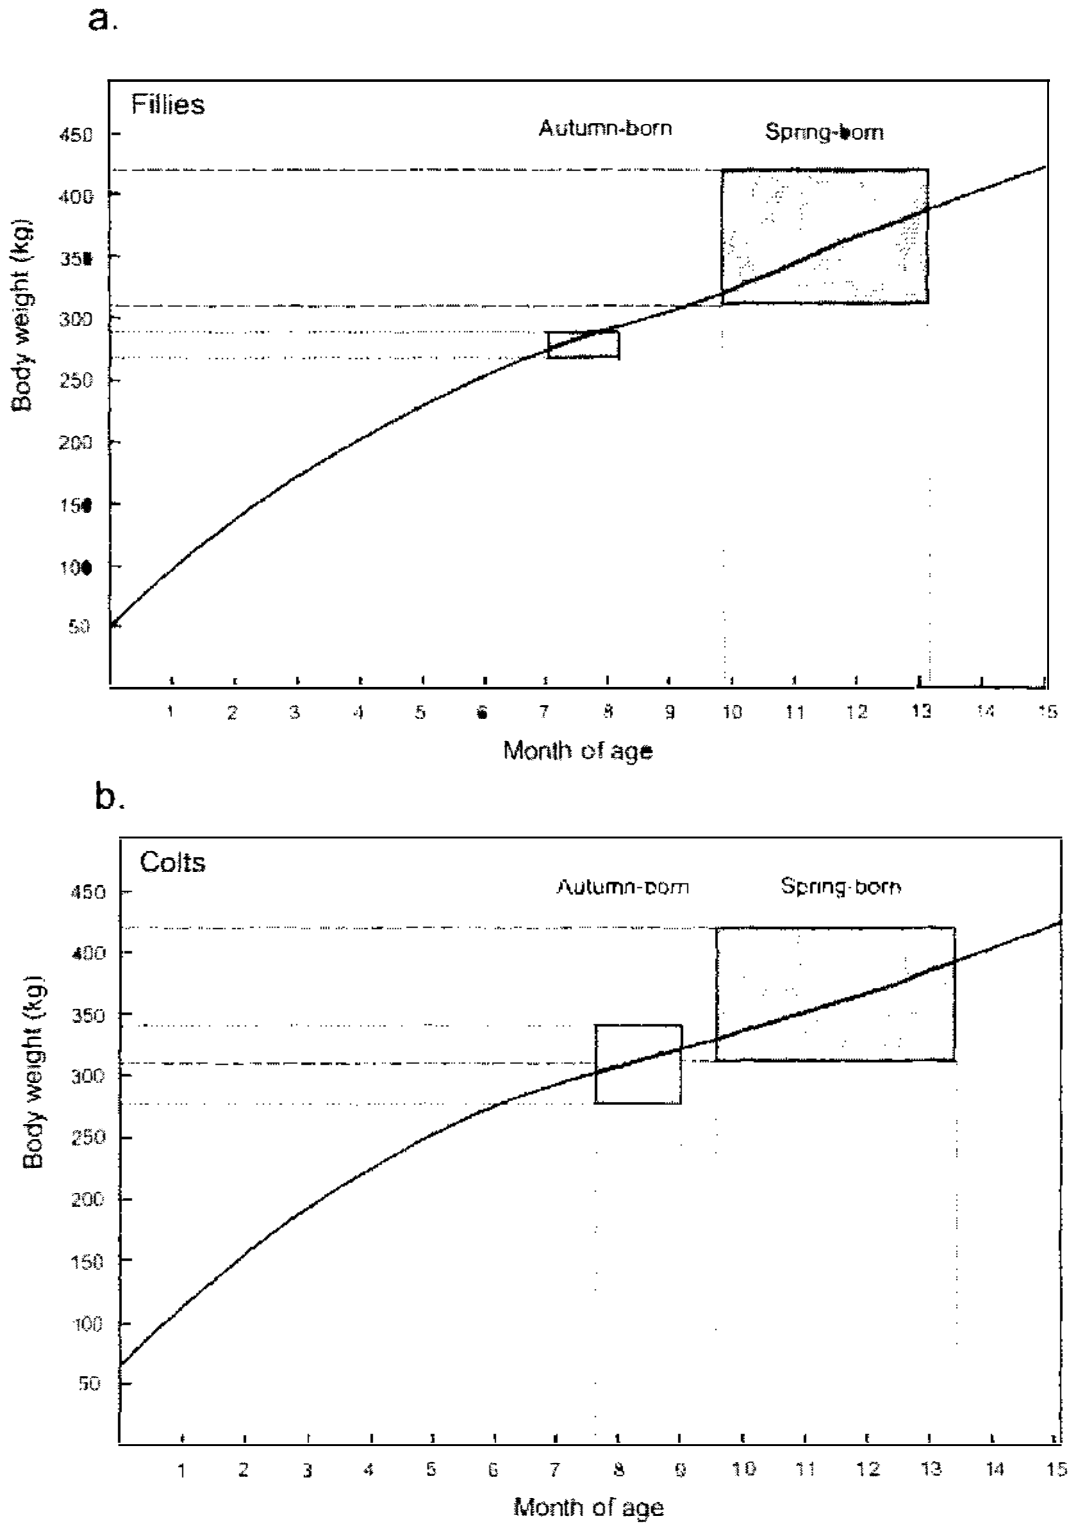 a.
Fillies
Autumn-born Spring-born
450
400
350
300
250
200
150
100
50
Body weight (kg)
1 2 3 4 5 6 7 8 9 10 11 12 13 14 15
Month of age
b.
Colts
Autumn-born Spring-born
450
400
350
300
250
200
150
100
50
Body weight (kg)
1 2 3 4 5 6 7 8 9 10 11 12 13 14 15
Month of age